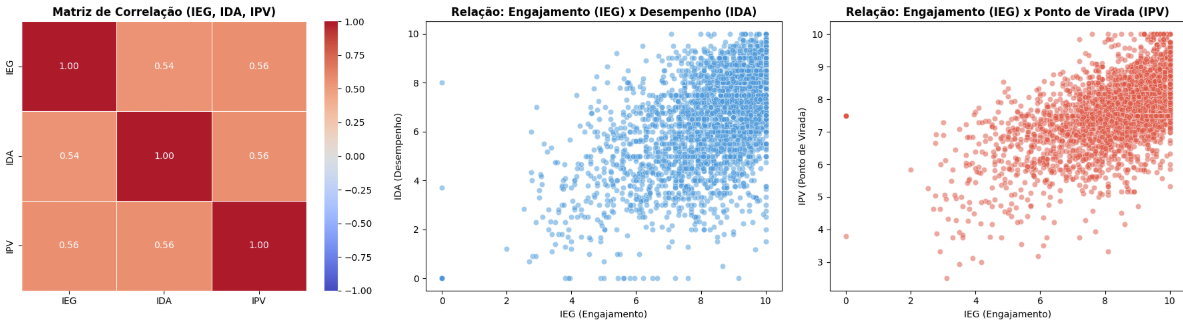 Matriz de Correlação (IEG, IDA, IPV)
IEG
IDA
IPV
1.00 0.54 0.56
0.54 1.00 0.56
0.56 0.56 1.00
IEG IDA IPV
1.00
0.75
0.50
0.25
0.00
−0.25
−0.50
−0.75
−1.00
Relação: Engajamento (IEG) x Desempenho (IDA)
IDA (Desempenho)
10
8
6
4
2
0
0 2 4 6 8 10
IEG (Engajamento)
Relação: Engajamento (IEG) x Ponto de Virada (IPV)
IPV (Ponto de Virada)
10
9
8
7
6
5
4
3
0 2 4 6 8 10
IEG (Engajamento)